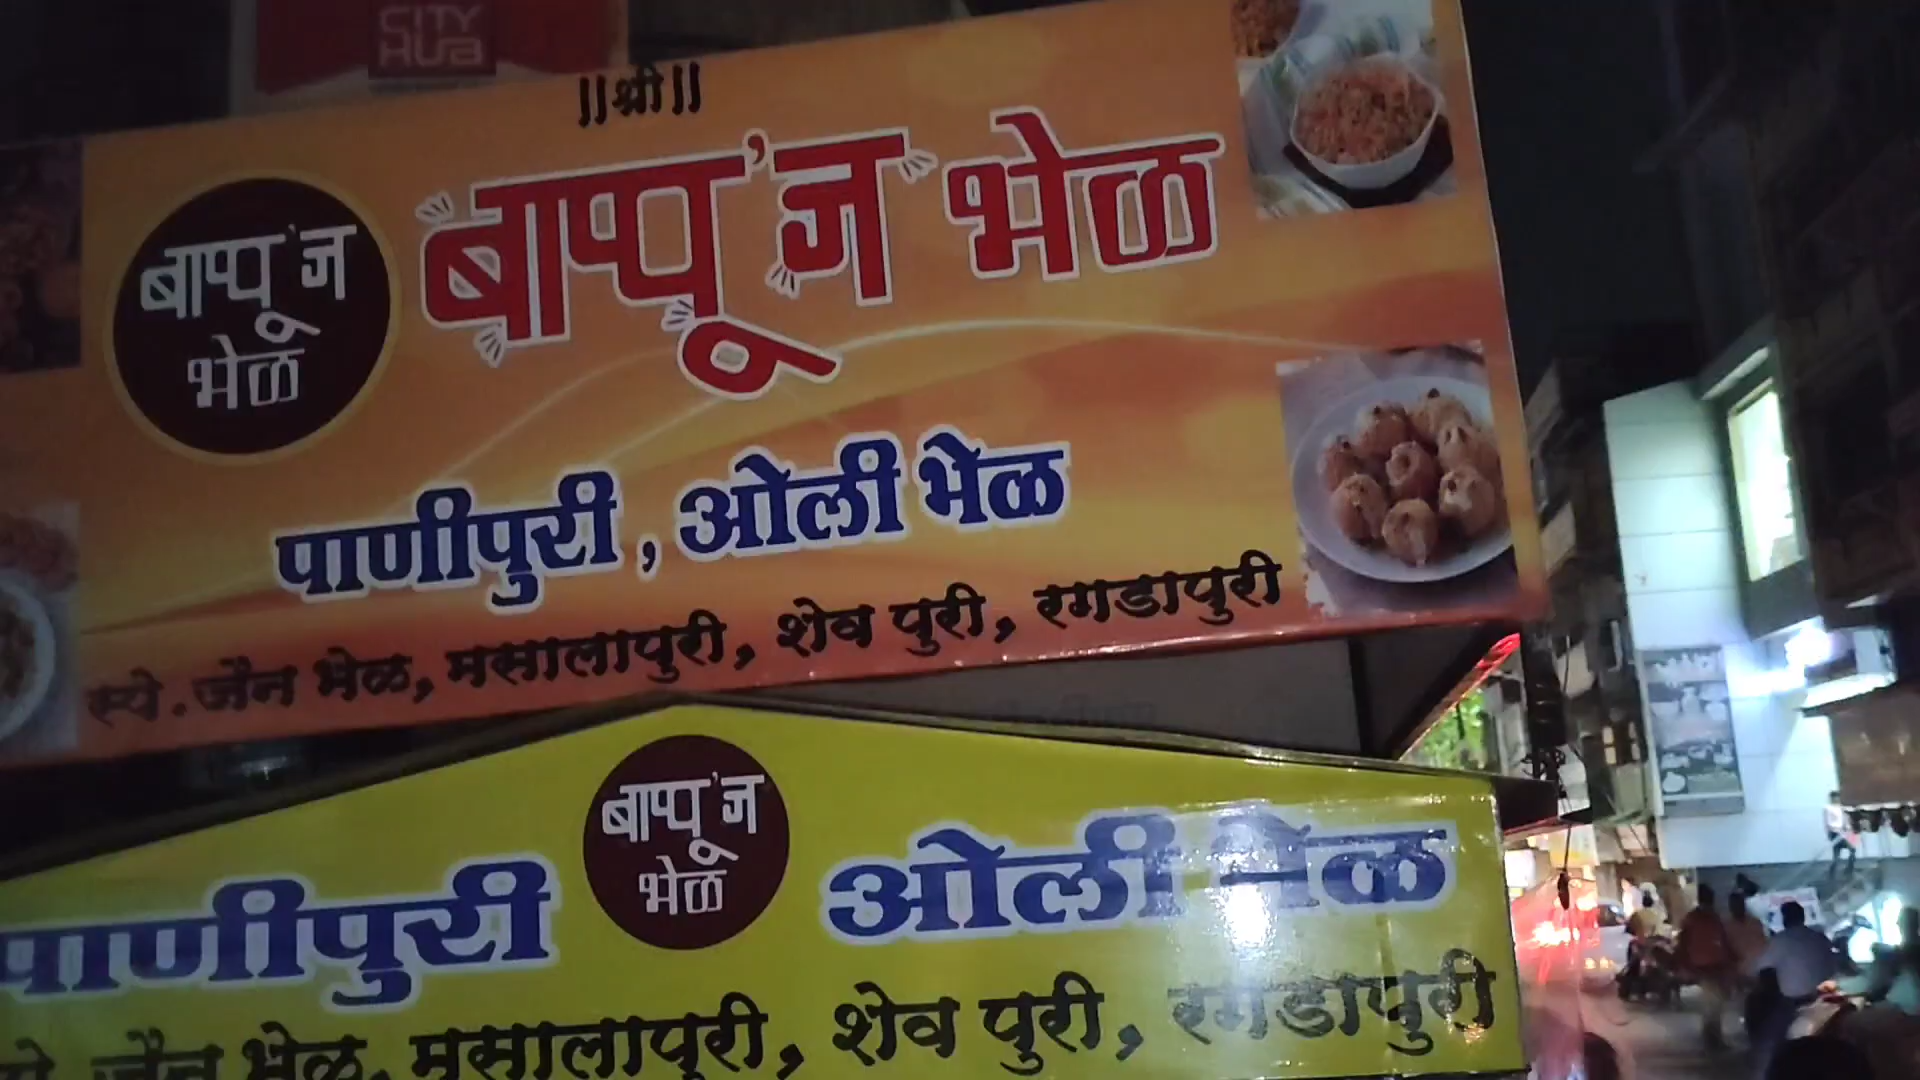 CITY
HUB
||श्री||
बाप्पू'ज
भेळ
बाप्पू'ज भेळ
पाणीपुरी, ओली भेळ
स्पे.जैन भेळ, मसालापुरी, शेव पुरी, रगडापुरी
बाप्पू'ज
भेळ
पाणीपुरी ओली भेळ
जैन भेळ, मसालापुरी, शेव पुरी, रगडापुरी